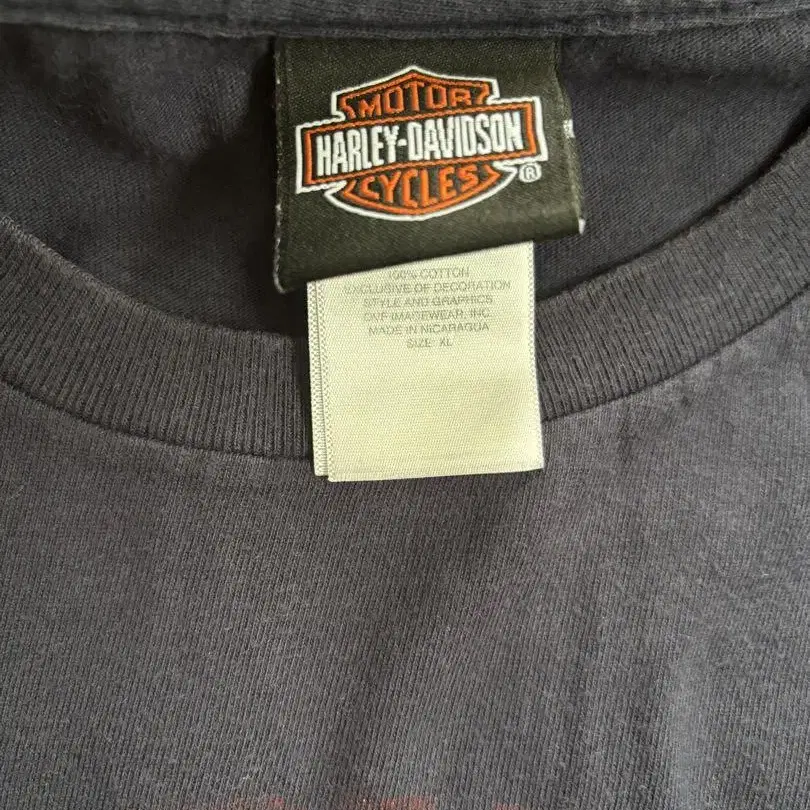 MOTOR
HARLEY-DAVIDSON
CYCLES
®
100% COTTON
EXCLUSIVE OF DECORATION
STYLE AND GRAPHICS
CVF IMAGEWEAR, INC.
MADE IN NICARAGUA
SIZE: XL